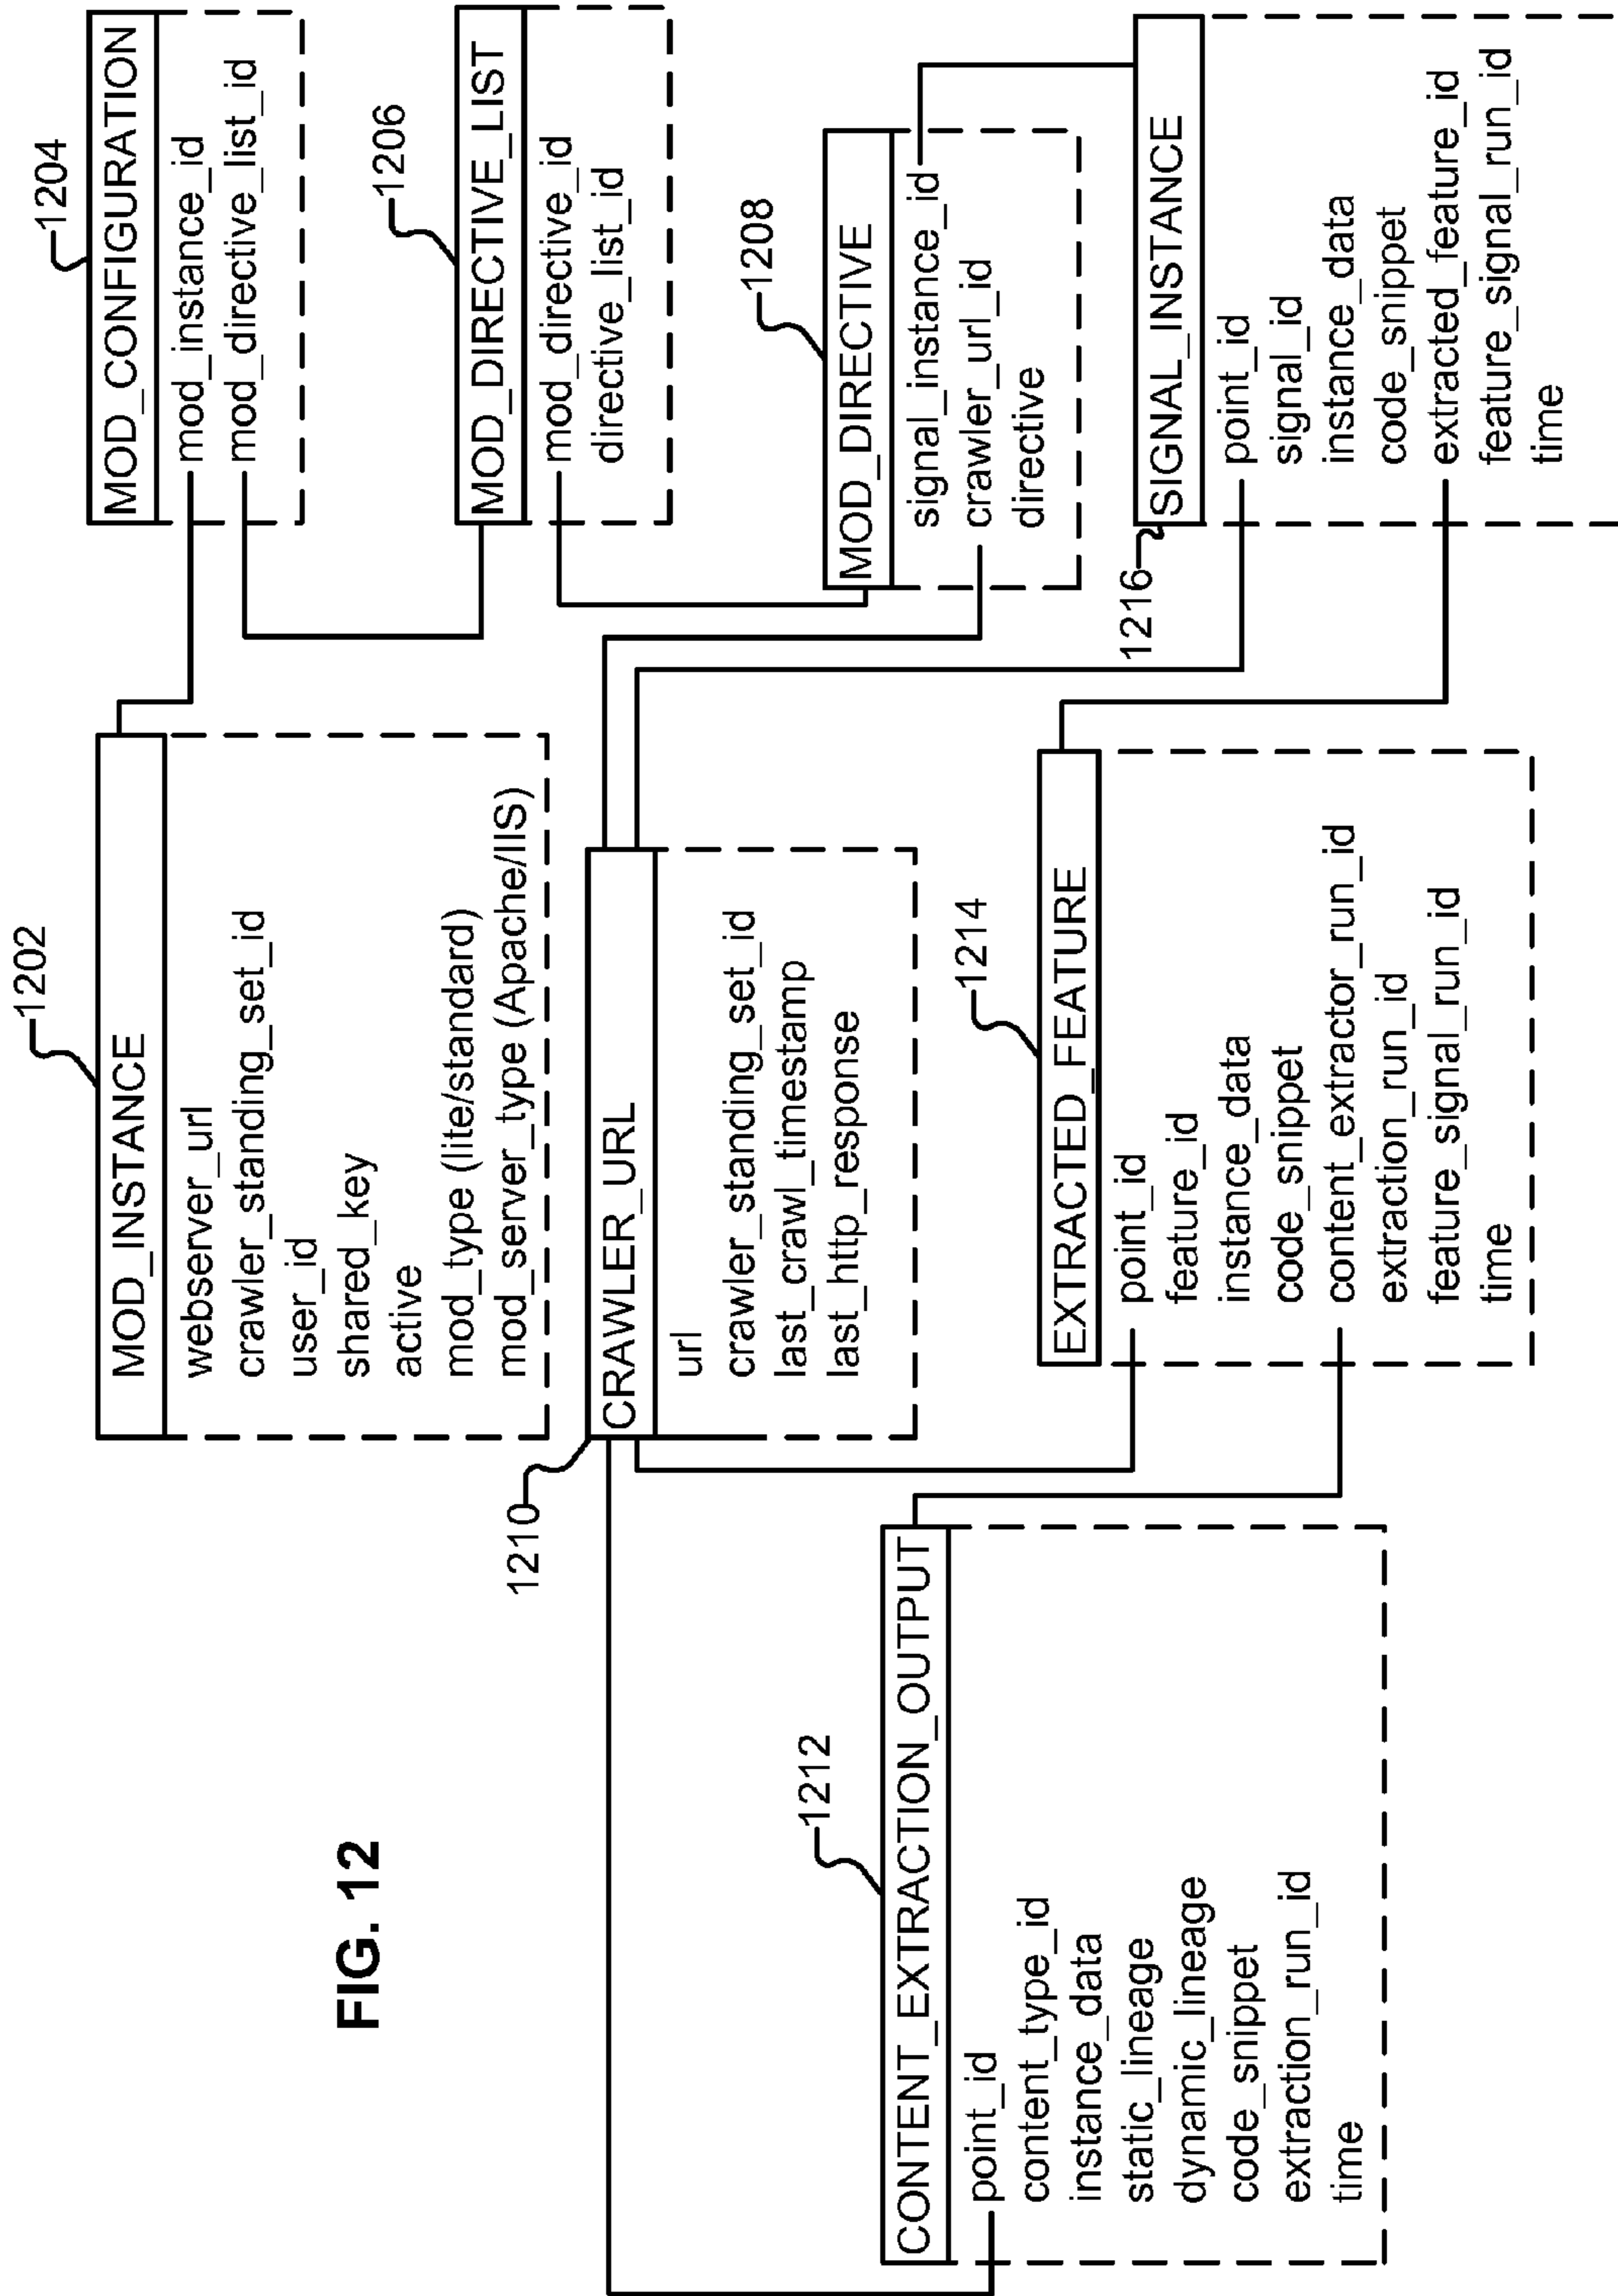 FIG. 12
1202
MOD_INSTANCE
webserver_url
crawler_standing_set_id
user_id
shared_key
active
mod_type (lite/standard)
mod_server_type (Apache/IIS)
1204
MOD_CONFIGURATION
mod_instance_id
mod_directive_list_id
1206
MOD_DIRECTIVE_LIST
mod_directive_id
directive_list_id
1208
MOD_DIRECTIVE
signal_instance_id
crawler_url_id
directive
1210
CRAWLER_URL
url
crawler_standing_set_id
last_crawl_timestamp
last_http_response
1212
CONTENT_EXTRACTION_OUTPUT
point_id
content_type_id
instance_data
static_lineage
dynamic_lineage
code_snippet
extraction_run_id
time
1214
EXTRACTED_FEATURE
point_id
feature_id
instance_data
code_snippet
content_extractor_run_id
extraction_run_id
feature_signal_run_id
time
1216
SIGNAL_INSTANCE
point_id
signal_id
instance_data
code_snippet
extracted_feature_id
feature_signal_run_id
time